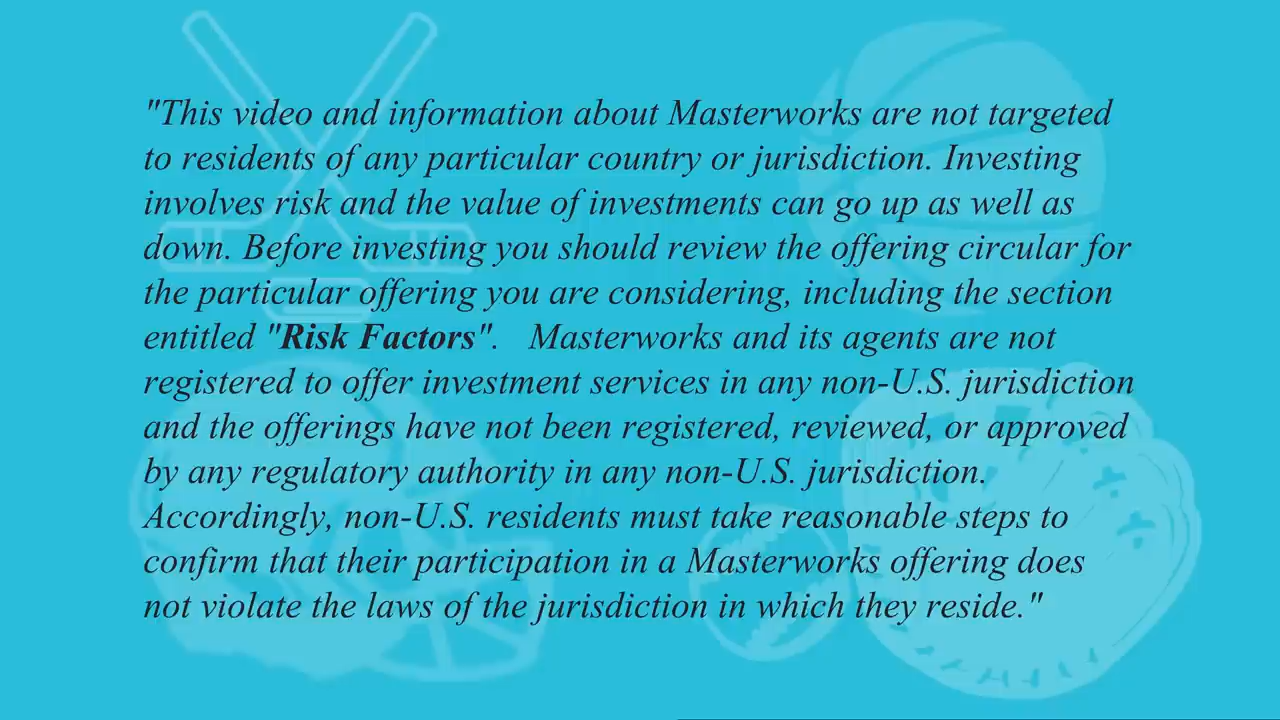 "This video and information about Masterworks are not targeted
to residents of any particular country or jurisdiction. Investing
involves risk and the value of investments can go up as well as
down. Before investing you should review the offering circular for
the particular offering you are considering, including the section
entitled "Risk Factors".   Masterworks and its agents are not
registered to offer investment services in any non-U.S. jurisdiction
and the offerings have not been registered, reviewed, or approved
by any regulatory authority in any non-U.S. jurisdiction.
Accordingly, non-U.S. residents must take reasonable steps to
confirm that their participation in a Masterworks offering does
not violate the laws of the jurisdiction in which they reside."